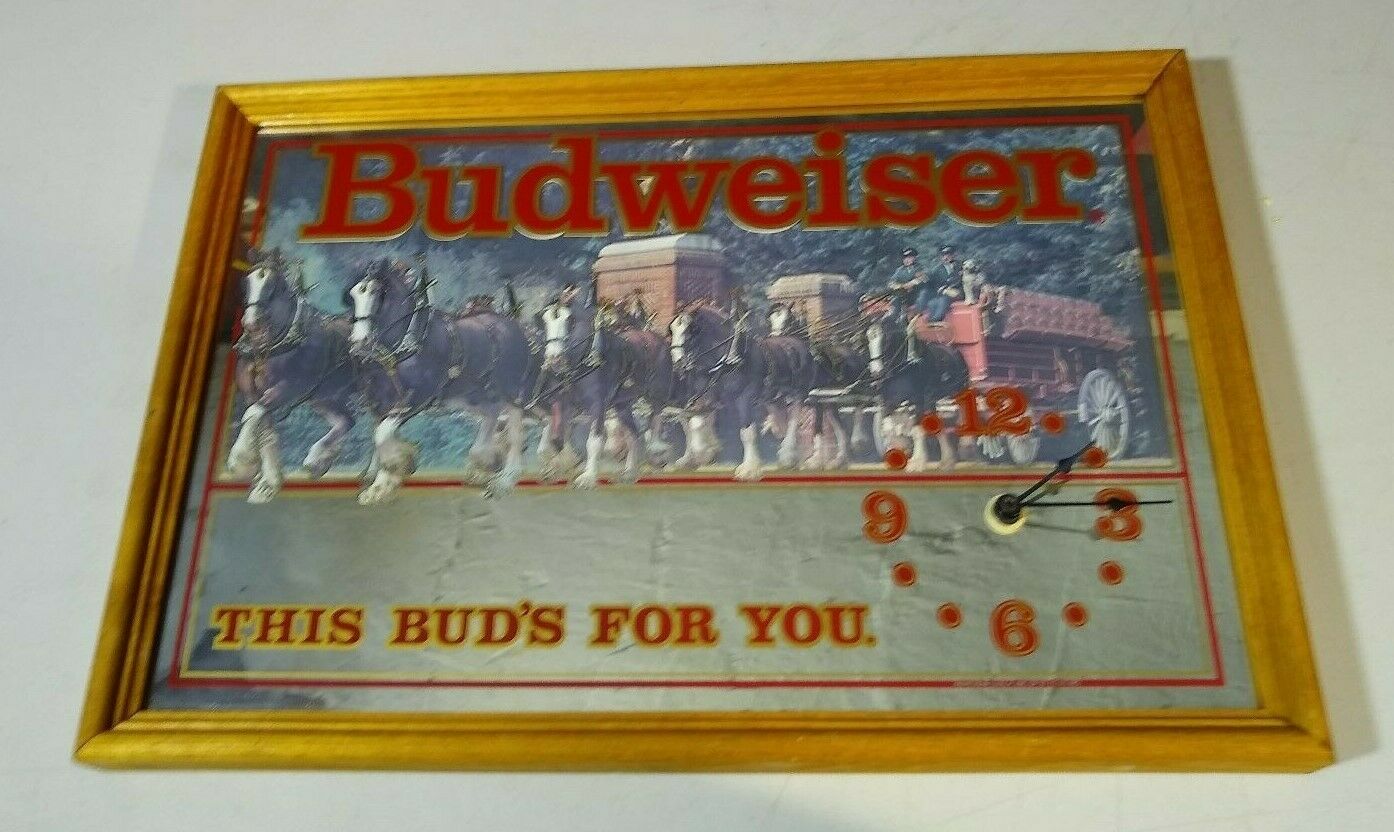 Budweiser
12
9 3
THIS BUD'S FOR YOU.
6